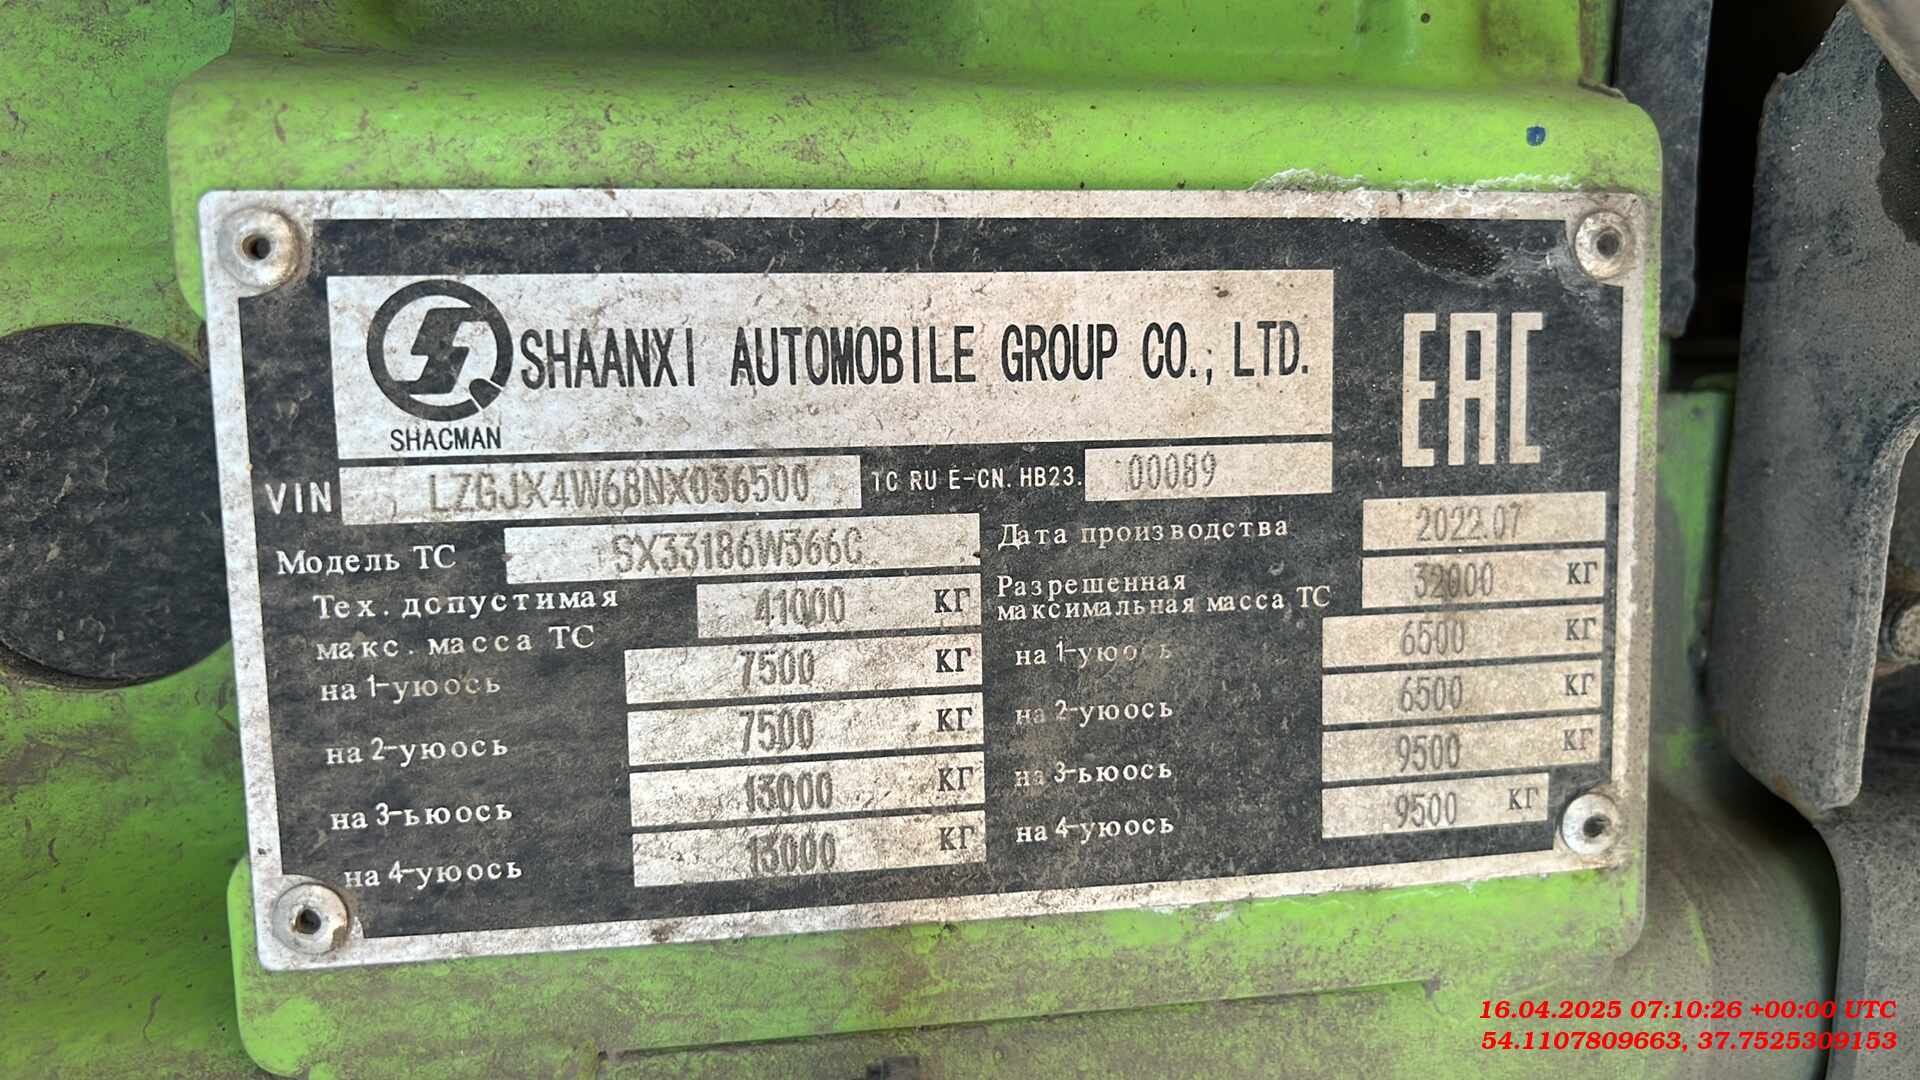 SHACMAN
SHAANXI AUTOMOBILE GROUP CO., LTD.
EAC
VIN LZGJX4W68NX036500 TC RU E-CN.HB23. 00089
Модель ТС SX33186W366C
Дата производства 2022.07
Тех. допустимая макс. масса ТС 41000 КГ
Разрешенная максимальная масса ТС 32000 КГ
на 1-уюось 7500 КГ
на 1-уюось 6500 КГ
на 2-уюось 7500 КГ
на 2-уюось 6500 КГ
на 3-ьюось 13000 КГ
на 3-ьюось 9500 КГ
на 4-уюось 13000 КГ
на 4-уюось 9500 КГ
16.04.2025 07:10:26 +00:00 UTC
54.1107809663, 37.7525309153